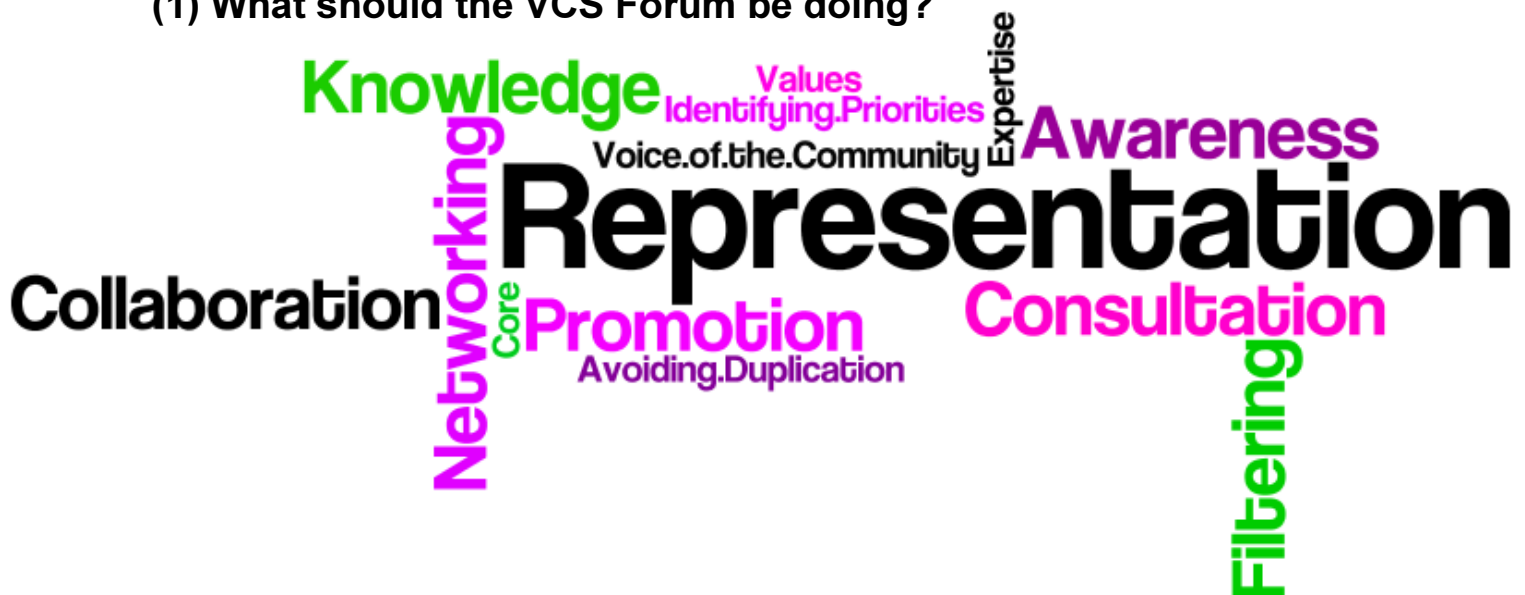 (1) What should the VCS Forum be doing?
Knowledge
Values
Identifying.Priorities
Expertise
Awareness
Voice.of.the.Community
Representation
Networking
Collaboration
Core
Promotion
Consultation
Avoiding.Duplication
Filtering